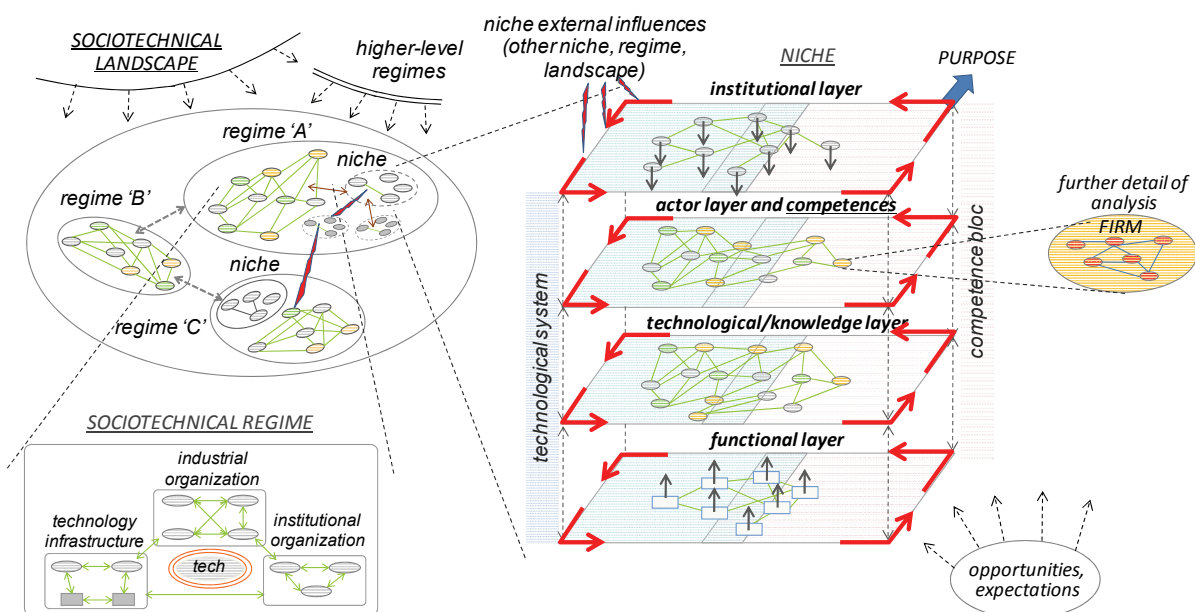 SOCIOTECHNICAL
LANDSCAPE
higher-level
regimes
niche external influences
(other niche, regime,
landscape)
NICHE
PURPOSE
institutional layer
regime ‘A’
niche
regime ‘B’
niche
regime ‘C’
actor layer and competences
further detail of
analysis
FIRM
technological/knowledge layer
technological system
competence bloc
functional layer
SOCIOTECHNICAL REGIME
industrial
organization
technology
infrastructure
institutional
organization
tech
opportunities,
expectations